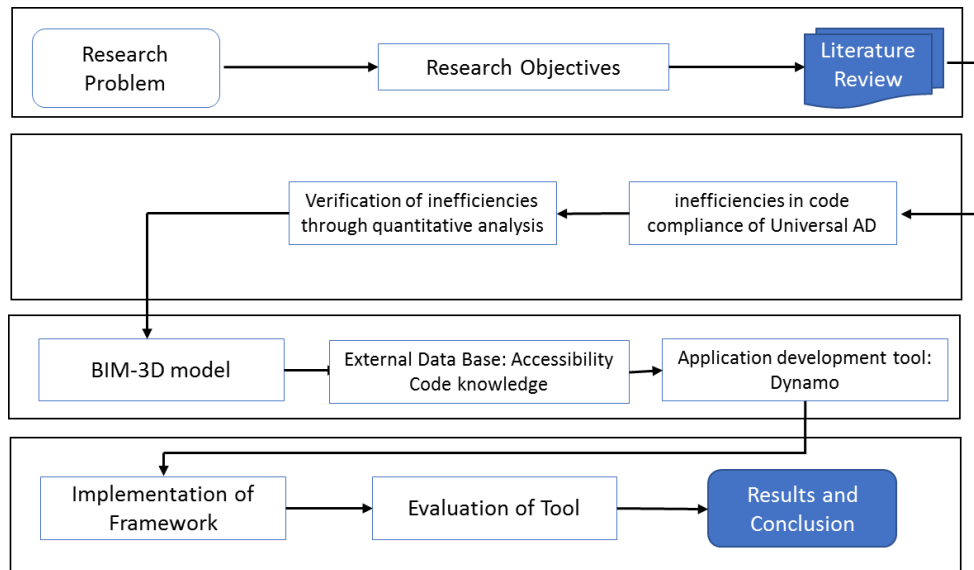 Research
Problem
Research Objectives
Literature
Review
Verification of inefficiencies
through quantitative analysis
inefficiencies in code
compliance of Universal AD
BIM-3D model
External Data Base: Accessibility
Code knowledge
Application development tool:
Dynamo
Implementation of
Framework
Evaluation of Tool
Results and
Conclusion